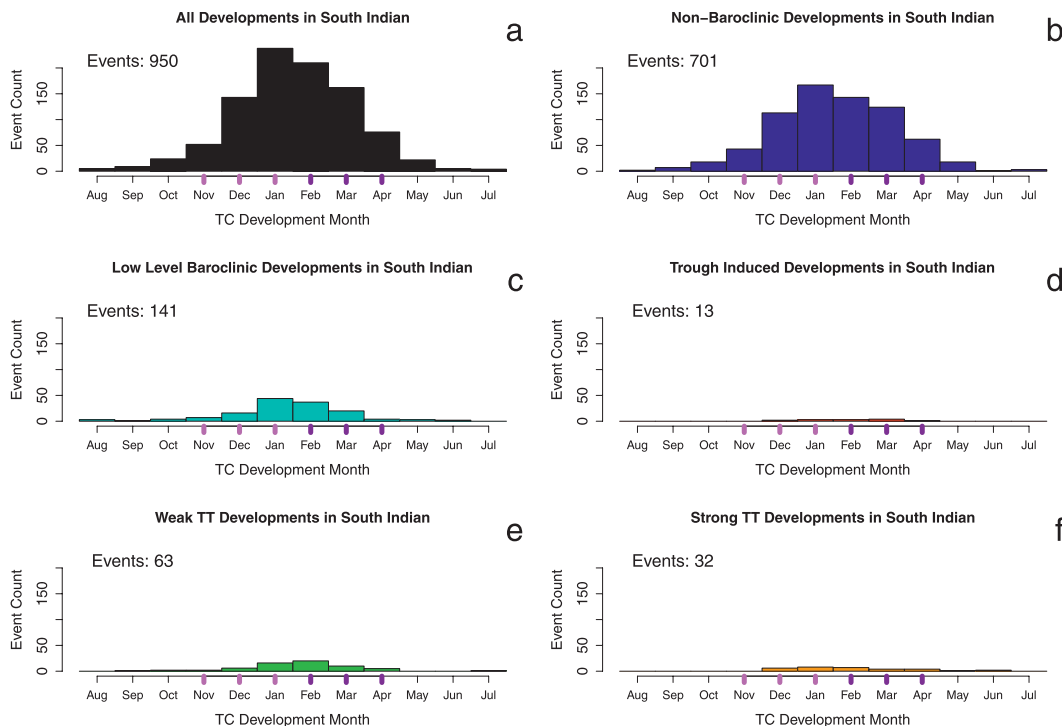 All Developments in South Indian
a
Events: 950
Event Count
150
50
0
Aug Sep Oct Nov Dec Jan Feb Mar Apr May Jun Jul
TC Development Month
Non−Baroclinic Developments in South Indian
b
Events: 701
Event Count
150
50
0
Aug Sep Oct Nov Dec Jan Feb Mar Apr May Jun Jul
TC Development Month
Low Level Baroclinic Developments in South Indian
c
Events: 141
Event Count
150
50
0
Aug Sep Oct Nov Dec Jan Feb Mar Apr May Jun Jul
TC Development Month
Trough Induced Developments in South Indian
d
Events: 13
Event Count
150
50
0
Aug Sep Oct Nov Dec Jan Feb Mar Apr May Jun Jul
TC Development Month
Weak TT Developments in South Indian
e
Events: 63
Event Count
150
50
0
Aug Sep Oct Nov Dec Jan Feb Mar Apr May Jun Jul
TC Development Month
Strong TT Developments in South Indian
f
Events: 32
Event Count
150
50
0
Aug Sep Oct Nov Dec Jan Feb Mar Apr May Jun Jul
TC Development Month